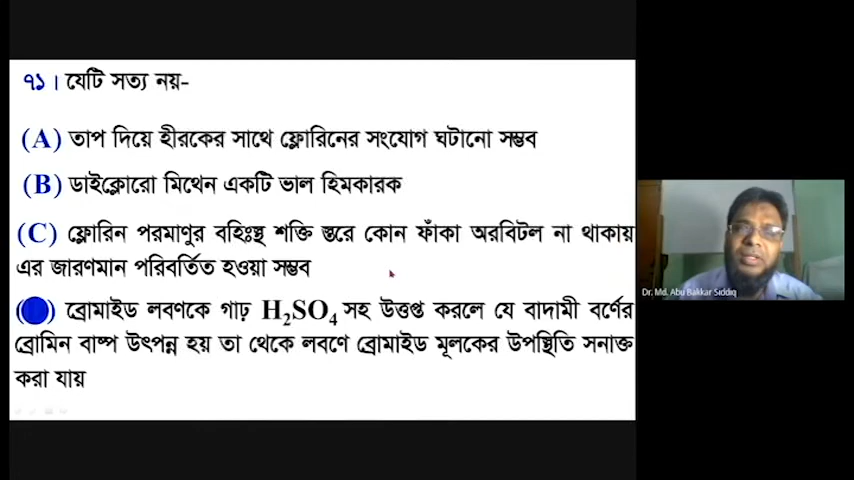 ৭১। যেটি সত্য নয়-
(A) তাপ দিয়ে হীরকের সাথে ফ্লোরিনের সংযোগ ঘটানো সম্ভব
(B) ডাইক্লোরো মিথেন একটি ভাল হিমকারক
(C) ফ্লোরিন পরমাণুর বহিঃস্থ শক্তি স্তরে কোন ফাঁকা অরবিটল না থাকায়
এর জারণমান পরিবর্তিত হওয়া সম্ভব
( ) ব্রোমাইড লবণকে গাঢ় H₂SO₄ সহ উত্তপ্ত করলে যে বাদামী বর্ণের
ব্রোমিন বাষ্প উৎপন্ন হয় তা থেকে লবণে ব্রোমাইড মূলকের উপস্থিতি সনাক্ত
করা যায়
Dr. Md. Abu Bakkar Siddiq